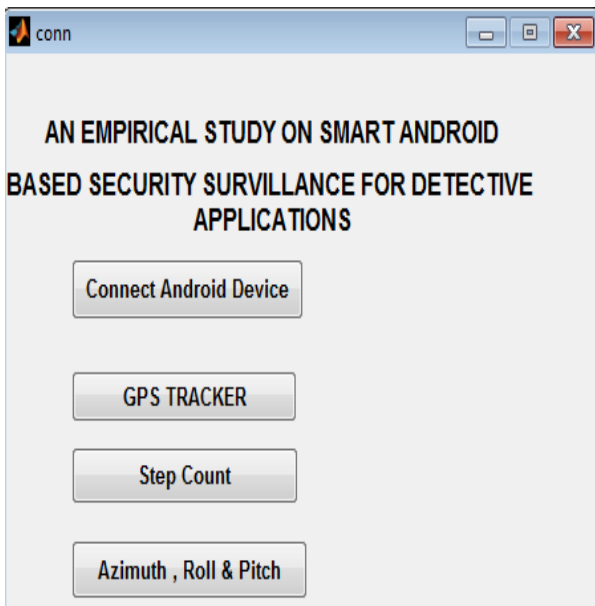 conn
AN EMPIRICAL STUDY ON SMART ANDROID
BASED SECURITY SURVILLANCE FOR DETECTIVE
APPLICATIONS
Connect Android Device
GPS TRACKER
Step Count
Azimuth , Roll & Pitch